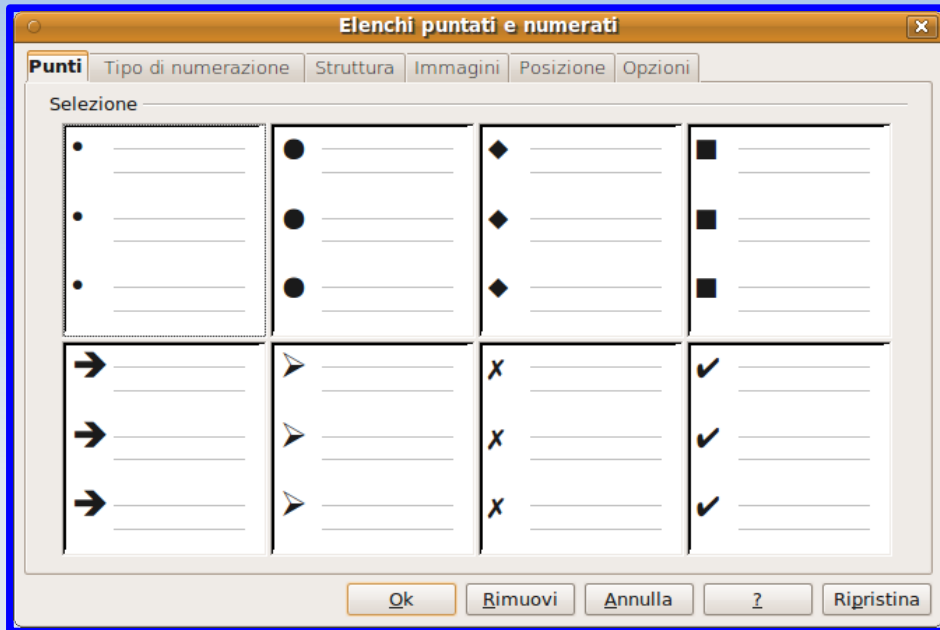 Elenchi puntati e numerati
Punti Tipo di numerazione Struttura Immagini Posizione Opzioni
Selezione
Ok Rimuovi Annulla ? Ripristina